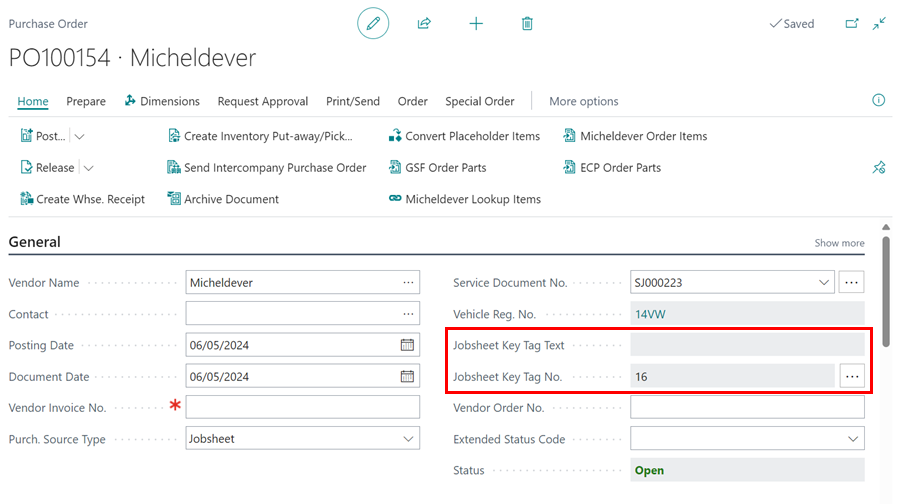 Purchase Order
Saved
PO100154 · Micheldever
Home Prepare Dimensions Request Approval Print/Send Order Special Order More options
Post... Create Inventory Put-away/Pick... Convert Placeholder Items Micheldever Order Items
Release Send Intercompany Purchase Order GSF Order Parts ECP Order Parts
Create Whse. Receipt Archive Document Micheldever Lookup Items
General Show more
Vendor Name Micheldever ... Service Document No. SJ000223 ...
Contact ... Vehicle Reg. No. 14VW
Posting Date 06/05/2024 Jobsheet Key Tag Text
Document Date 06/05/2024 Jobsheet Key Tag No. 16 ...
Vendor Invoice No. * Vendor Order No.
Purch. Source Type Jobsheet Extended Status Code
Status Open